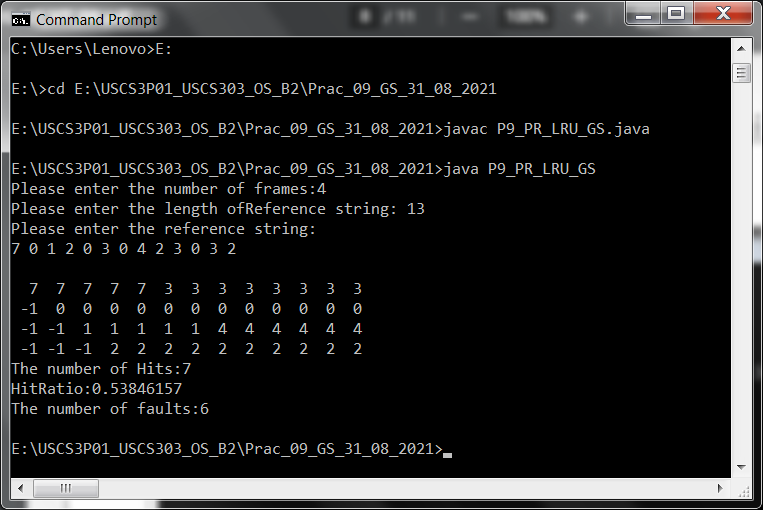 Command Prompt
C:\Users\Lenovo>E:
E:\>cd E:\USCS3P01_USCS303_OS_B2\Prac_09_GS_31_08_2021
E:\USCS3P01_USCS303_OS_B2\Prac_09_GS_31_08_2021>javac P9_PR_LRU_GS.java
E:\USCS3P01_USCS303_OS_B2\Prac_09_GS_31_08_2021>java P9_PR_LRU_GS
Please enter the number of frames:4
Please enter the length ofReference string: 13
Please enter the reference string:
7 0 1 2 0 3 0 4 2 3 0 3 2
7 7 7 7 7 3 3 3 3 3 3 3 3
-1 0 0 0 0 0 0 0 0 0 0 0 0
-1 -1 1 1 1 1 1 4 4 4 4 4 4
-1 -1 -1 2 2 2 2 2 2 2 2 2 2
The number of Hits:7
HitRatio:0.53846157
The number of faults:6
E:\USCS3P01_USCS303_OS_B2\Prac_09_GS_31_08_2021>